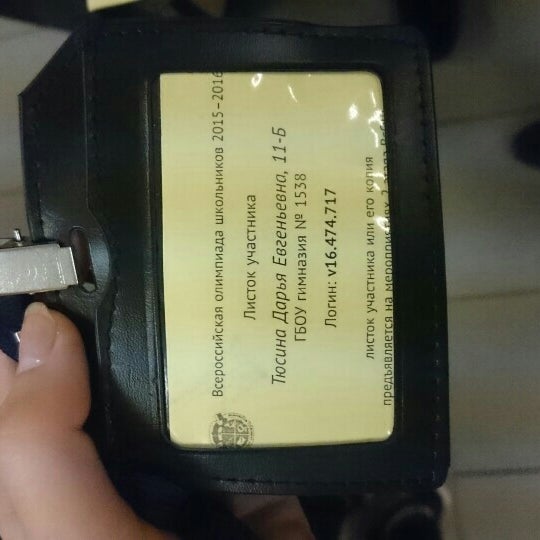 Всероссийская олимпиада школьников 2015-2016
Листок участника
Тюсина Дарья Евгеньевна, 11-Б
ГБОУ гимназия № 1538
Логин: v16.474.717
листок участника или его копия
предъявляется на мероприятиях